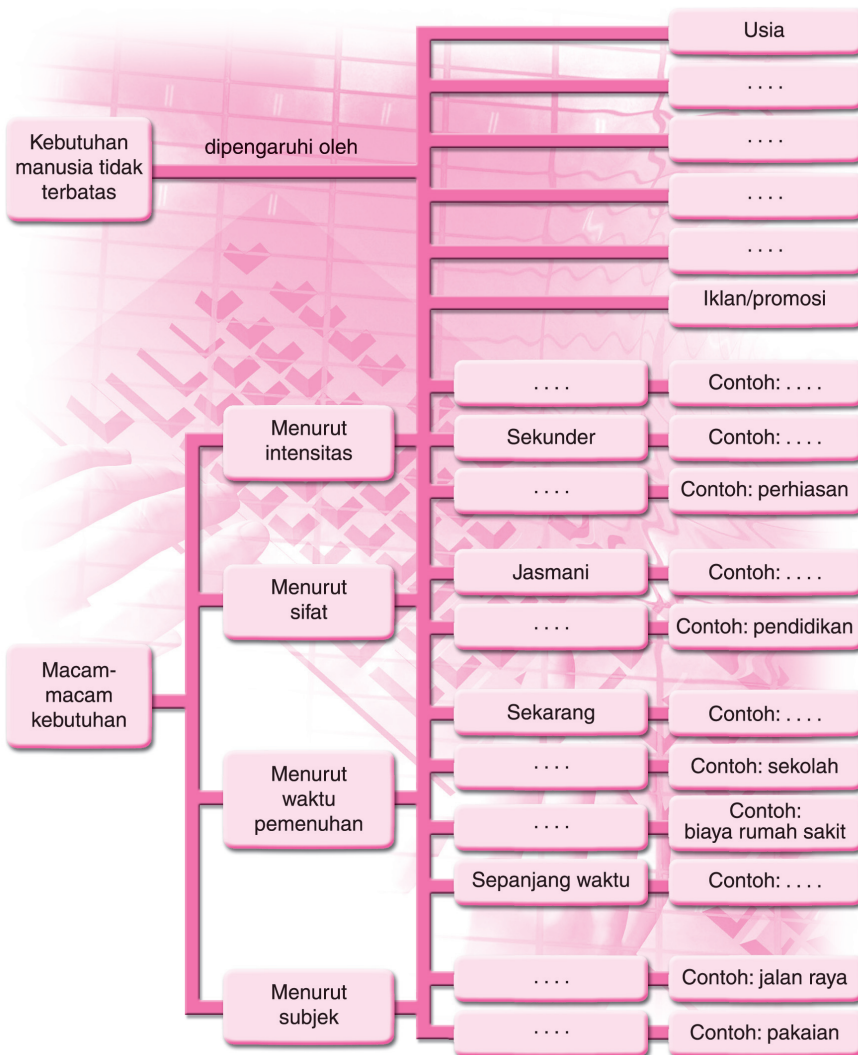 Usia
. . . .
Kebutuhan
manusia tidak
terbatas
dipengaruhi oleh
. . . .
. . . .
. . . .
Iklan/promosi
Macam-
macam
kebutuhan
Menurut
intensitas
. . . .
Contoh: . . . .
Sekunder
Contoh: . . . .
. . . .
Contoh: perhiasan
Menurut
sifat
Jasmani
Contoh: . . . .
. . . .
Contoh: pendidikan
Menurut
waktu
pemenuhan
Sekarang
Contoh: . . . .
. . . .
Contoh: sekolah
. . . .
Contoh:
biaya rumah sakit
Sepanjang waktu
Contoh: . . . .
Menurut
subjek
. . . .
Contoh: jalan raya
. . . .
Contoh: pakaian